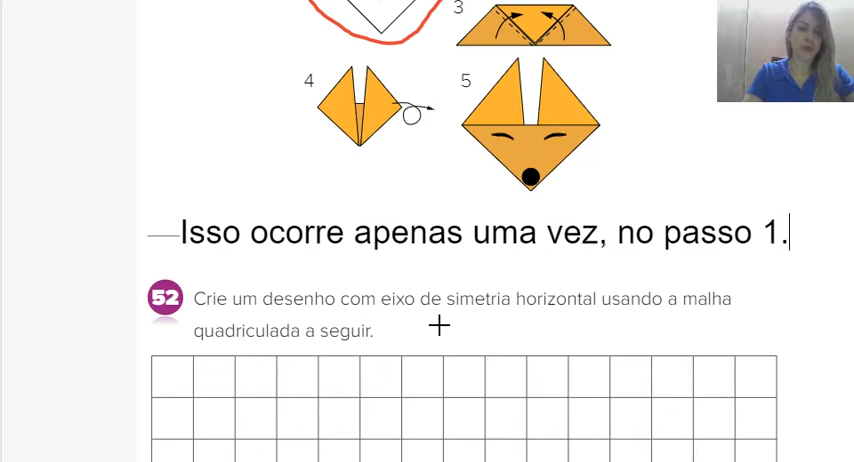 3
4
5
Isso ocorre apenas uma vez, no passo 1.
52 Crie um desenho com eixo de simetria horizontal usando a malha
quadriculada a seguir.